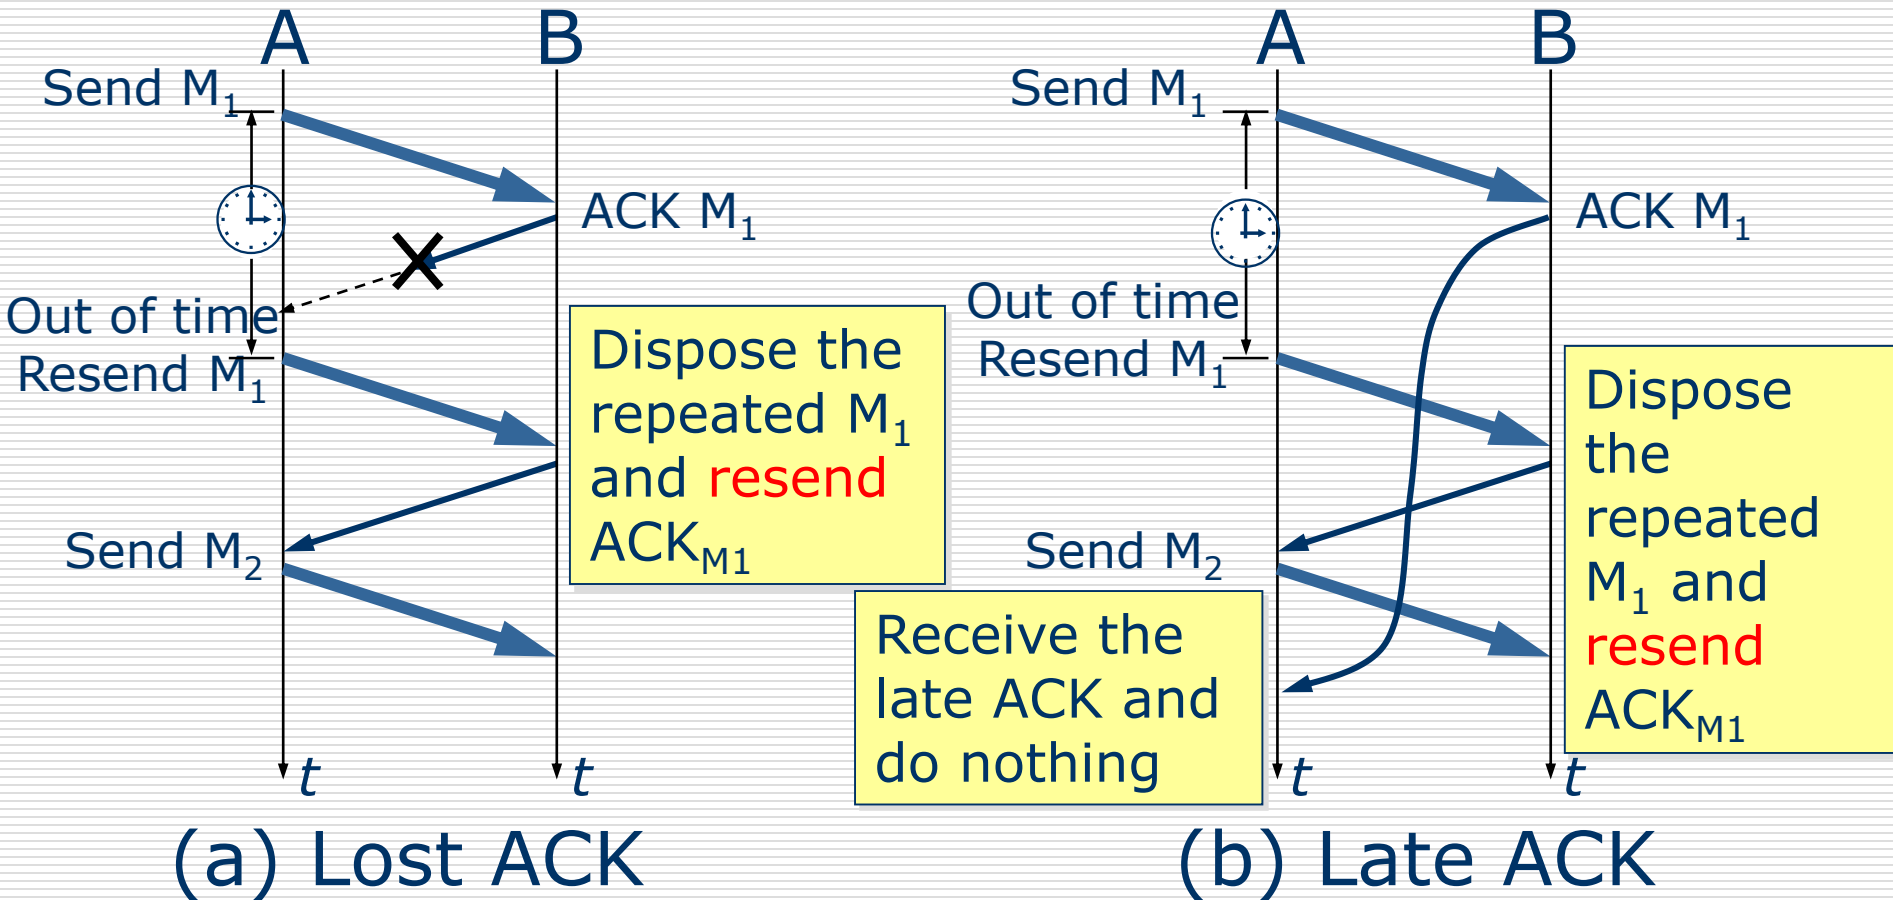 A
B
Send M₁
ACK M₁
Out of time
Resend M₁
Dispose the
repeated M₁
and resend
ACK_M1
Send M₂
t
t
(a) Lost ACK
A
B
Send M₁
ACK M₁
Out of time
Resend M₁
Dispose
the
repeated
M₁ and
resend
ACK_M1
Send M₂
Receive the
late ACK and
do nothing
t
t
(b) Late ACK